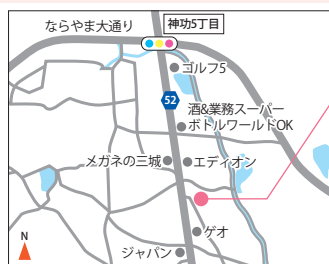 ならやま大通り
神功5丁目
ゴルフ5
52
酒&業務スーパー
ボトルワールドOK
メガネの三城
エディオン
ゲオ
ジャパン
N